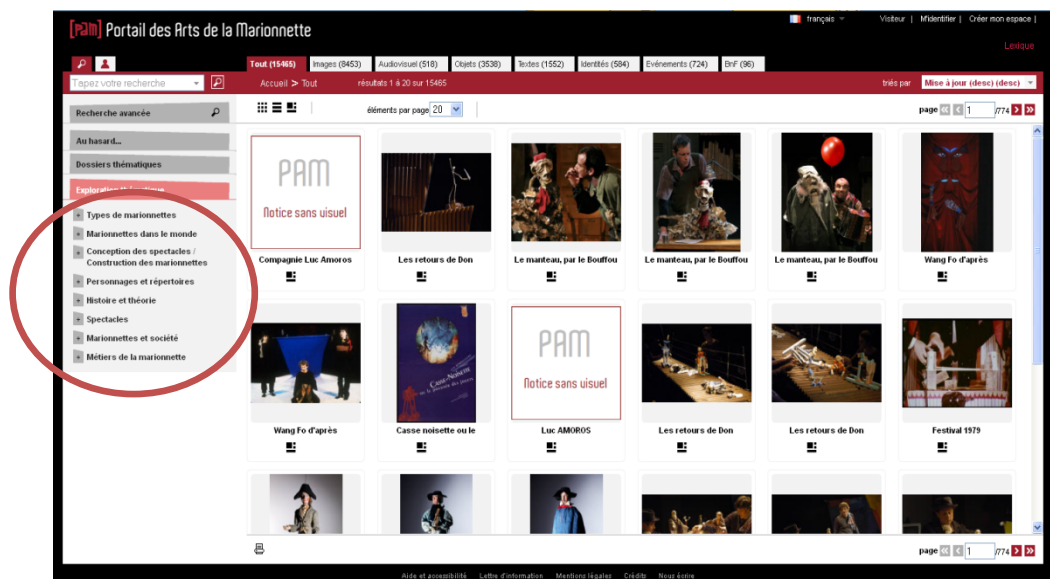 [PAM] Portail des Arts de la Marionnette
français
Visiteur | M'identifier | Créer mon espace |
Lexique
Tout (15465) Images (8453) Audiovisuel (518) Objets (3538) Textes (1552) Identités (584) Evénements (724) BnF (96)
Tapez votre recherche
Accueil > Tout
résultats 1 à 20 sur 15465
triés par
Mise à jour (desc) (desc)
éléments par page 20
page 1 /774
Recherche avancée
Au hasard...
Dossiers thématiques
Exploration thématique
Types de marionnettes
Marionnettes dans le monde
Conception des spectacles /
Construction des marionnettes
Personnages et répertoires
Histoire et théorie
Spectacles
Marionnettes et société
Métiers de la marionnette
PAM
Notice sans visuel
Compagnie Luc Amoros
Les retours de Don
Le manteau, par le Bouffou
Le manteau, par le Bouffou
Le manteau, par le Bouffou
Wang Fo d'après
Casse-Noisette
PAM
Notice sans visuel
Wang Fo d'après
Casse noisette ou le
Luc AMOROS
Les retours de Don
Les retours de Don
Festival 1979
page 1 /774
Aide et accessibilité Lettre d'information Mentions légales Crédits Nous écrire